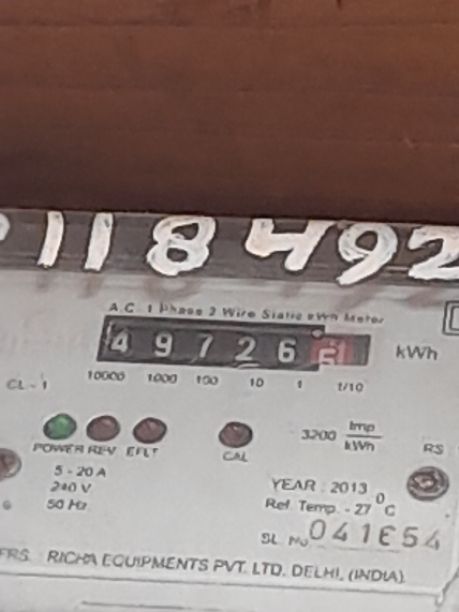 118492
A.C. 1 Phase 2 Wire Static kWh Meter
49726 kWh
CL-1 10000 1000 100 10 1 1/10
POWER REV EFLT CAL 3200 Imp/kWh RS
5-20 A
240 V
50 Hz
YEARS: 2013
Ref. Temp. - 27 °C
SL. No 041654
FRS. RICHA EQUIPMENTS PVT. LTD. DELHI, (INDIA)